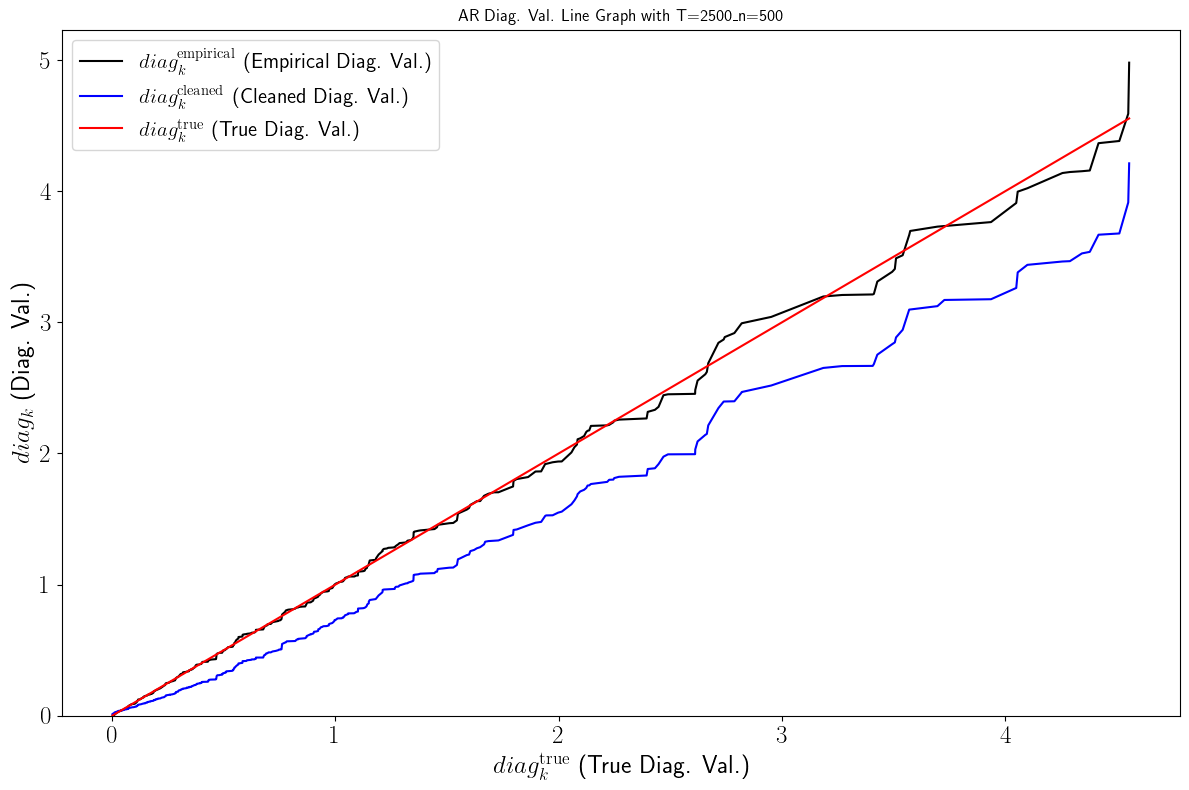 AR Diag. Val. Line Graph with T=2500_n=500
diag_k^empirical (Empirical Diag. Val.)
diag_k^cleaned (Cleaned Diag. Val.)
diag_k^true (True Diag. Val.)
diag_k (Diag. Val.)
5
4
3
2
1
0
0 1 2 3 4
diag_k^true (True Diag. Val.)